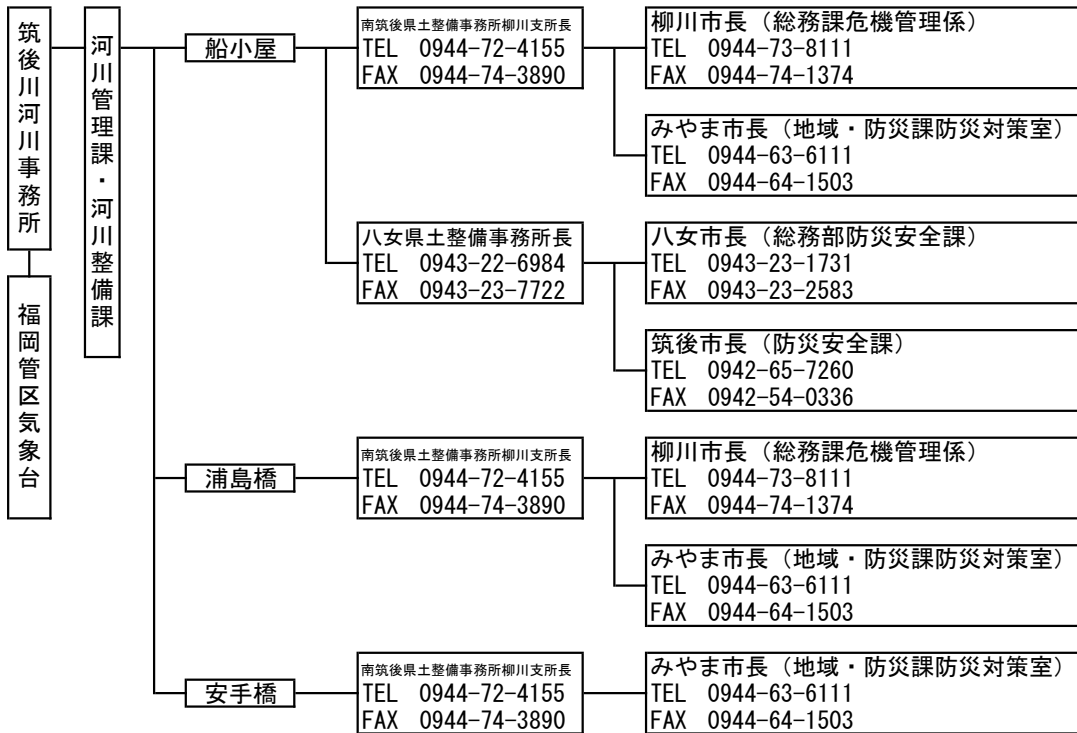 筑後川河川事務所
福岡管区気象台
河川管理課・河川整備課
船小屋
南筑後県土整備事務所柳川支所長
TEL 0944-72-4155
FAX 0944-74-3890
柳川市長（総務課危機管理係）
TEL 0944-73-8111
FAX 0944-74-1374
みやま市長（地域・防災課防災対策室）
TEL 0944-63-6111
FAX 0944-64-1503
八女県土整備事務所長
TEL 0943-22-6984
FAX 0943-23-7722
八女市長（総務部防災安全課）
TEL 0943-23-1731
FAX 0943-23-2583
筑後市長（防災安全課）
TEL 0942-65-7260
FAX 0942-54-0336
浦島橋
南筑後県土整備事務所柳川支所長
TEL 0944-72-4155
FAX 0944-74-3890
柳川市長（総務課危機管理係）
TEL 0944-73-8111
FAX 0944-74-1374
みやま市長（地域・防災課防災対策室）
TEL 0944-63-6111
FAX 0944-64-1503
安手橋
南筑後県土整備事務所柳川支所長
TEL 0944-72-4155
FAX 0944-74-3890
みやま市長（地域・防災課防災対策室）
TEL 0944-63-6111
FAX 0944-64-1503